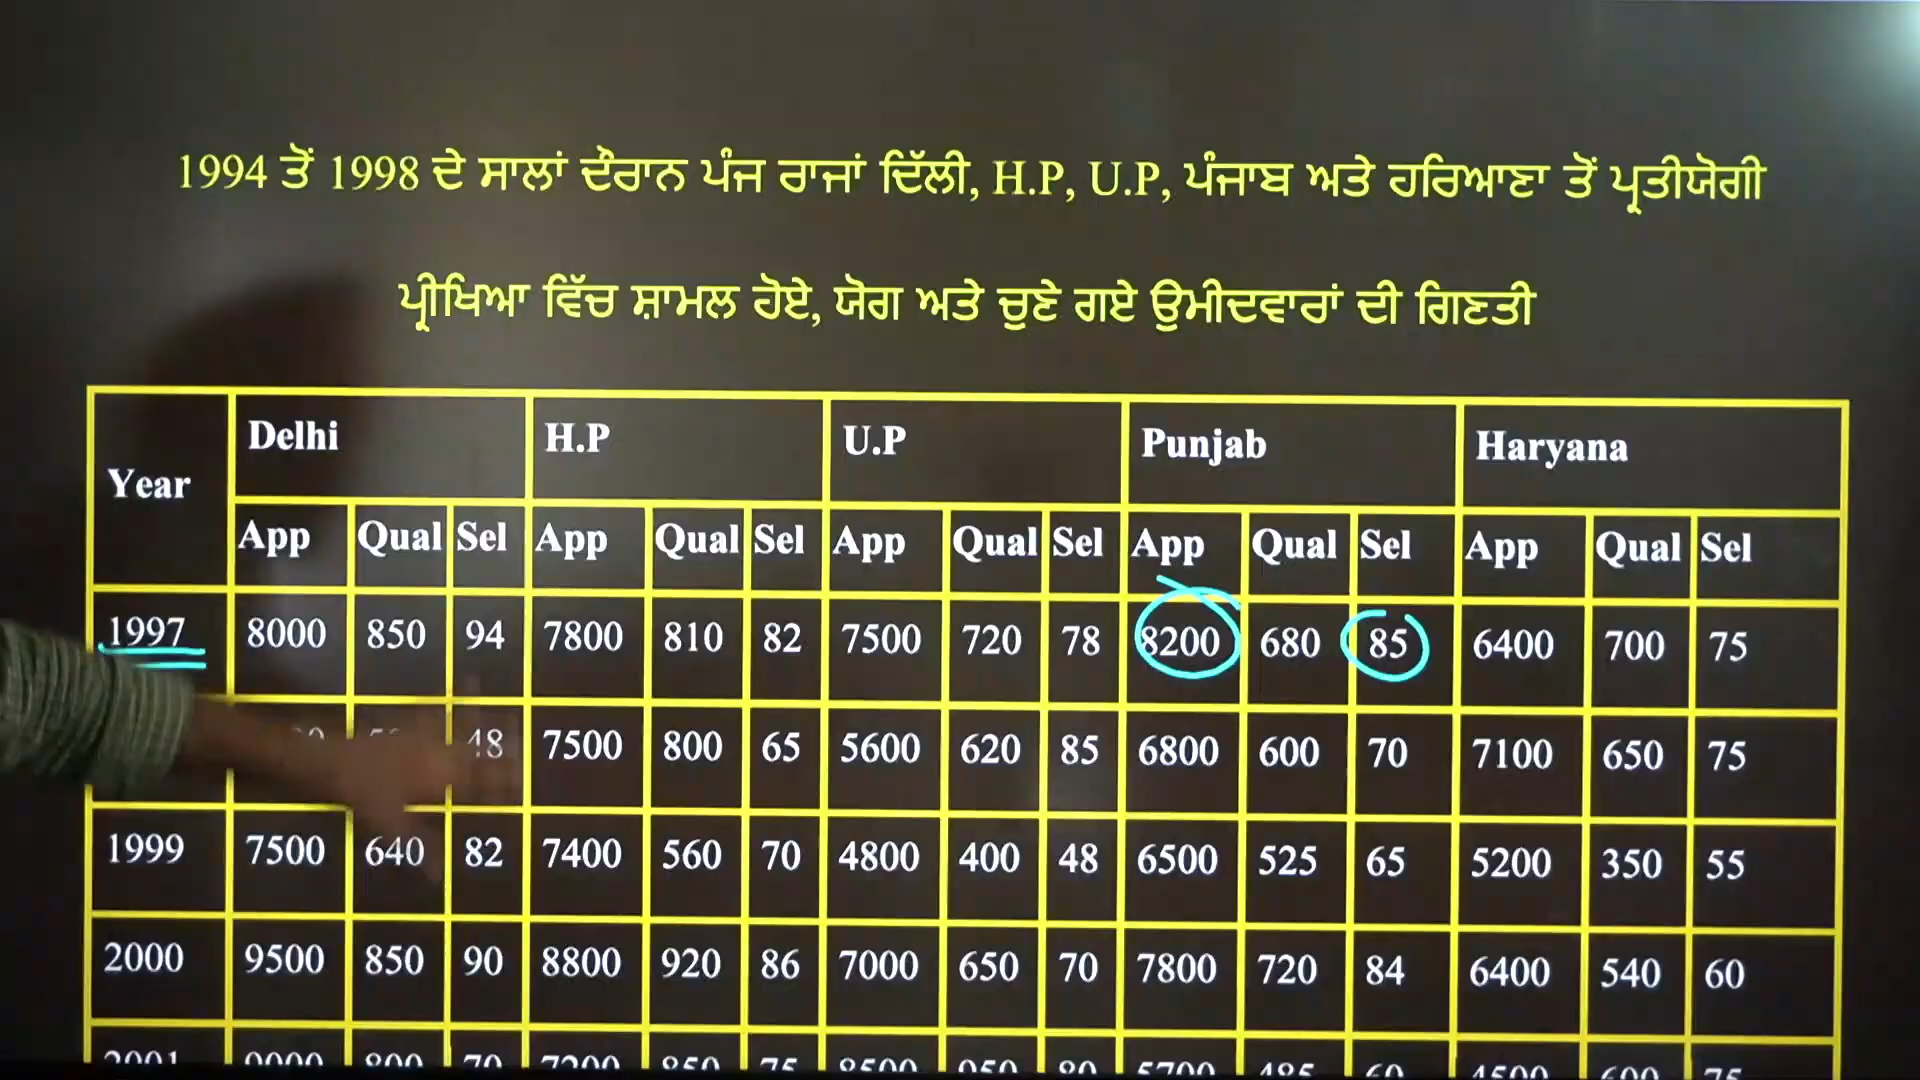 1994 ਤੋਂ 1998 ਦੇ ਸਾਲਾਂ ਦੌਰਾਨ ਪੰਜ ਰਾਜਾਂ ਦਿੱਲੀ, H.P, U.P, ਪੰਜਾਬ ਅਤੇ ਹਰਿਆਣਾ ਤੋਂ ਪ੍ਰਤੀਯੋਗੀ
ਪ੍ਰੀਖਿਆ ਵਿੱਚ ਸ਼ਾਮਲ ਹੋਏ, ਯੋਗ ਅਤੇ ਚੁਣੇ ਗਏ ਉਮੀਦਵਾਰਾਂ ਦੀ ਗਿਣਤੀ
Year Delhi H.P U.P Punjab Haryana
App Qual Sel App Qual Sel App Qual Sel App Qual Sel App Qual Sel
1997 8000 850 94 7800 810 82 7500 720 78 8200 680 85 6400 700 75
48 7500 800 65 5600 620 85 6800 600 70 7100 650 75
1999 7500 640 82 7400 560 70 4800 400 48 6500 525 65 5200 350 55
2000 9500 850 90 8800 920 86 7000 650 70 7800 720 84 6400 540 60